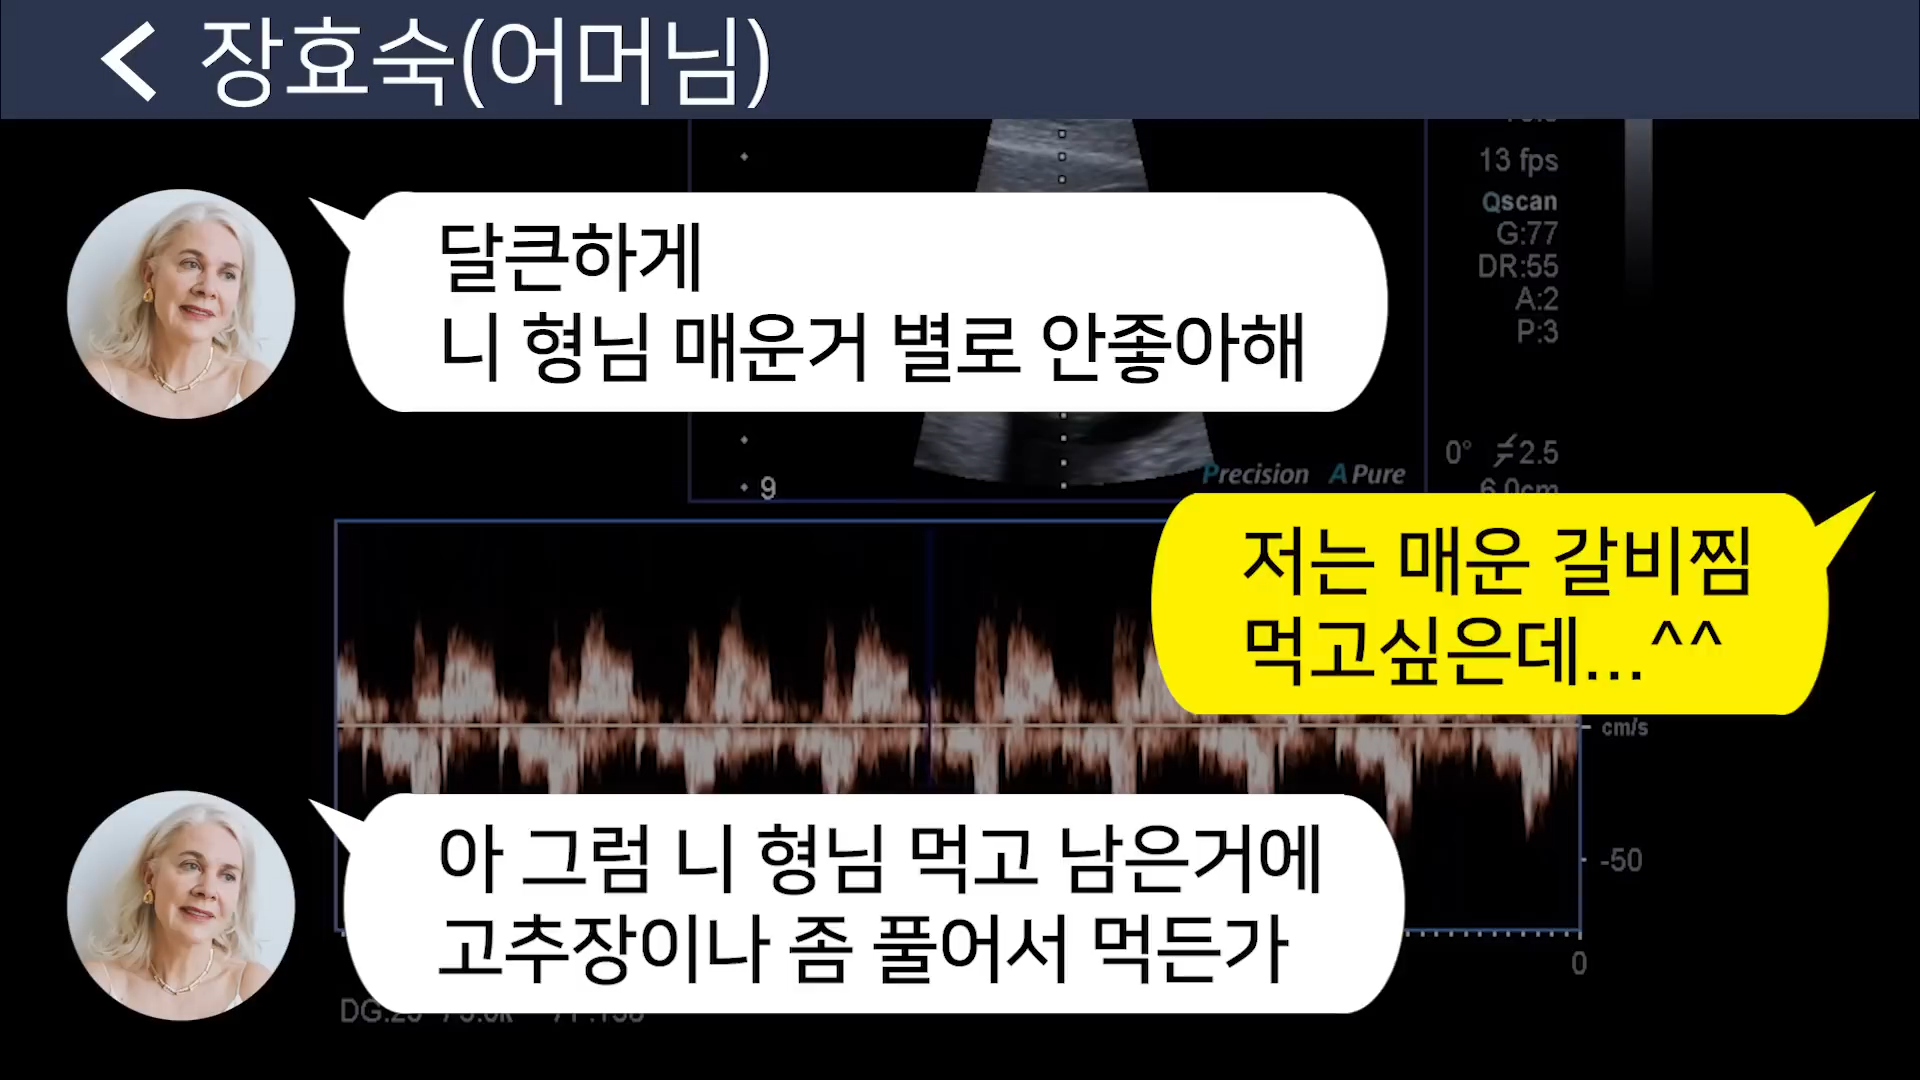 장효숙(어머님)
13 fps
Qscan
G:77
DR:55
A:2
P:3
달큰하게
니 형님 매운거 별로 안좋아해
0° 2.5
Precision A Pure
9
저는 매운 갈비찜
먹고싶은데...^^
cm/s
아 그럼 니 형님 먹고 남은거에
고추장이나 좀 풀어서 먹든가
-50
0